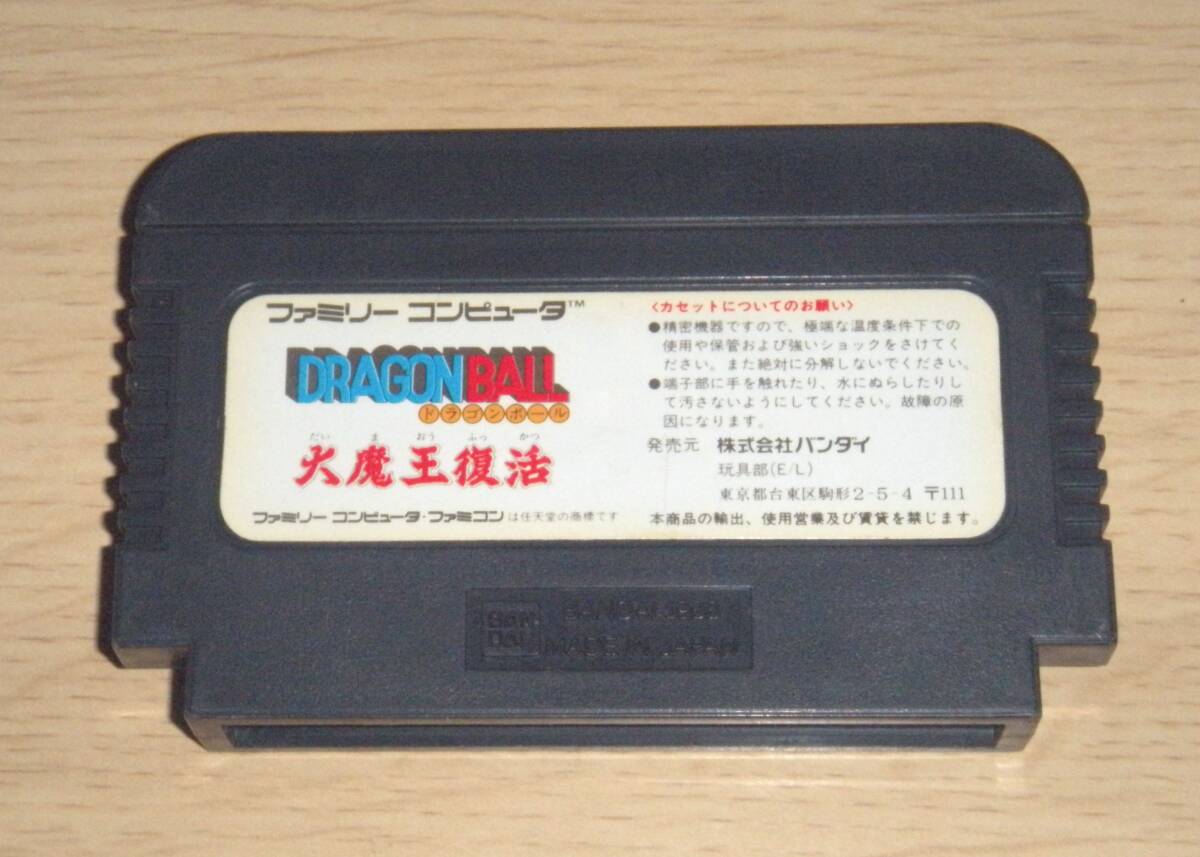 ファミリー コンピュータ™
DRAGON BALL
ドラゴンボール
だい ま おう ふっ かつ
大魔王復活
ファミリー コンピュータ・ファミコンは任天堂の商標です
〈カセットについてのお願い〉
●精密機器ですので、極端な温度条件下での
使用や保管および強いショックをさけてく
ださい。また絶対に分解しないでください。
●端子部に手を触れたり、水にぬらしたりし
て汚さないようにしてください。故障の原
因になります。
発売元 株式会社バンダイ
玩具部(E/L)
東京都台東区駒形2-5-4 〒111
本商品の輸出、使用営業及び賃貸を禁じます。
BAN
DAI
BANDAI
MADE IN JAPAN